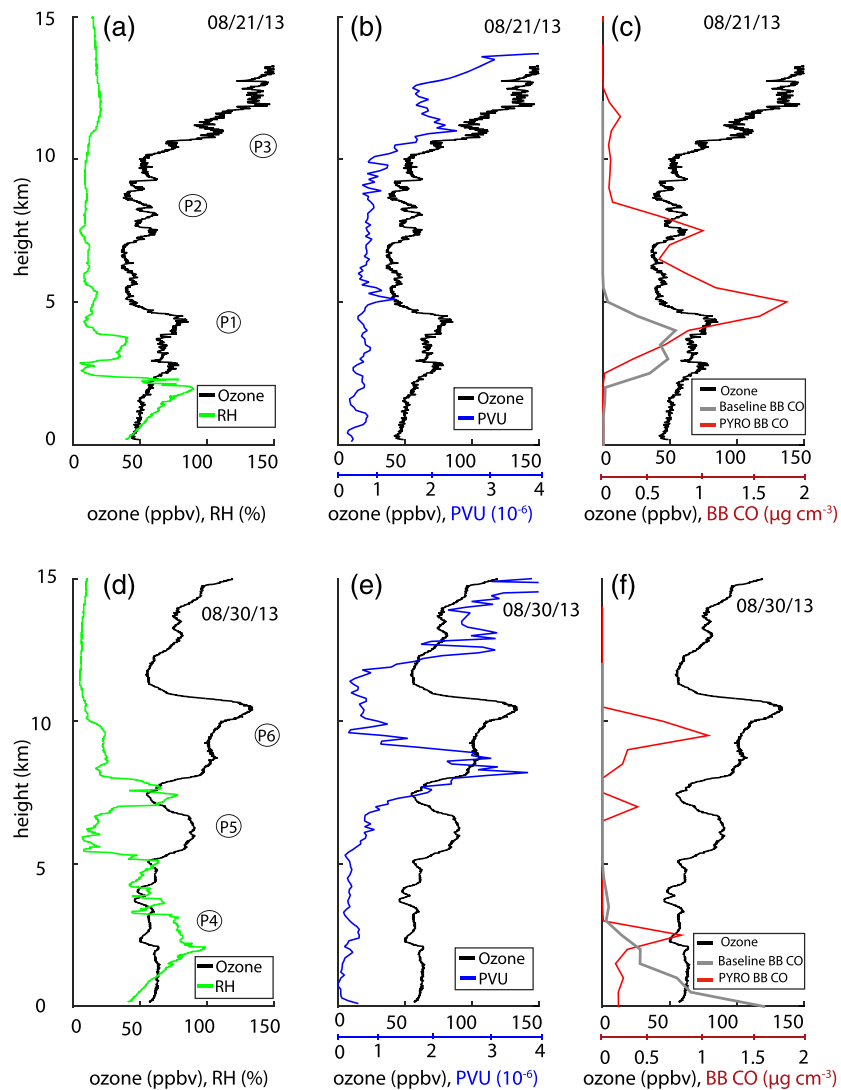 (a) 08/21/13
(b) 08/21/13
(c) 08/21/13
15
10
5
0
height (km)
P3
P2
P1
Ozone
RH
Ozone
PVU
Ozone
Baseline BB CO
PYRO BB CO
0 50 100 150
0 50 100 150
0 1 2 3 4
50 100 150
0 0.5 1 1.5 2
ozone (ppbv), RH (%)
ozone (ppbv), PVU (10⁻⁶)
ozone (ppbv), BB CO (µg cm⁻³)
(d) 08/30/13
(e) 08/30/13
(f) 08/30/13
15
10
5
0
height (km)
P6
P5
P4
Ozone
RH
Ozone
PVU
Ozone
Baseline BB CO
PYRO BB CO
0 50 100 150
0 50 100 150
0 1 2 3 4
0 50 100 150
0 0.5 1 1.5 2
ozone (ppbv), RH (%)
ozone (ppbv), PVU (10⁻⁶)
ozone (ppbv), BB CO (µg cm⁻³)